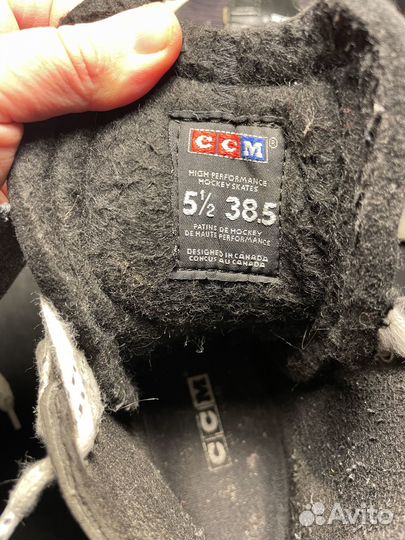 CCM®
HIGH PERFORMANCE
HOCKEY SKATES
5½ 38.5
PATINS DE HOCKEY
DE HAUTE PERFORMANCE
DESIGNED IN CANADA
CONCUS AU CANADA
CCM
Avito